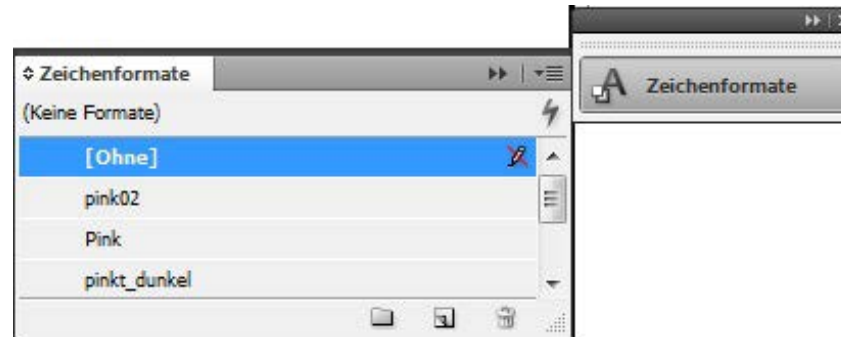 Zeichenformate
(Keine Formate)
[Ohne]
pink02
Pink
pinkt_dunkel
Zeichenformate